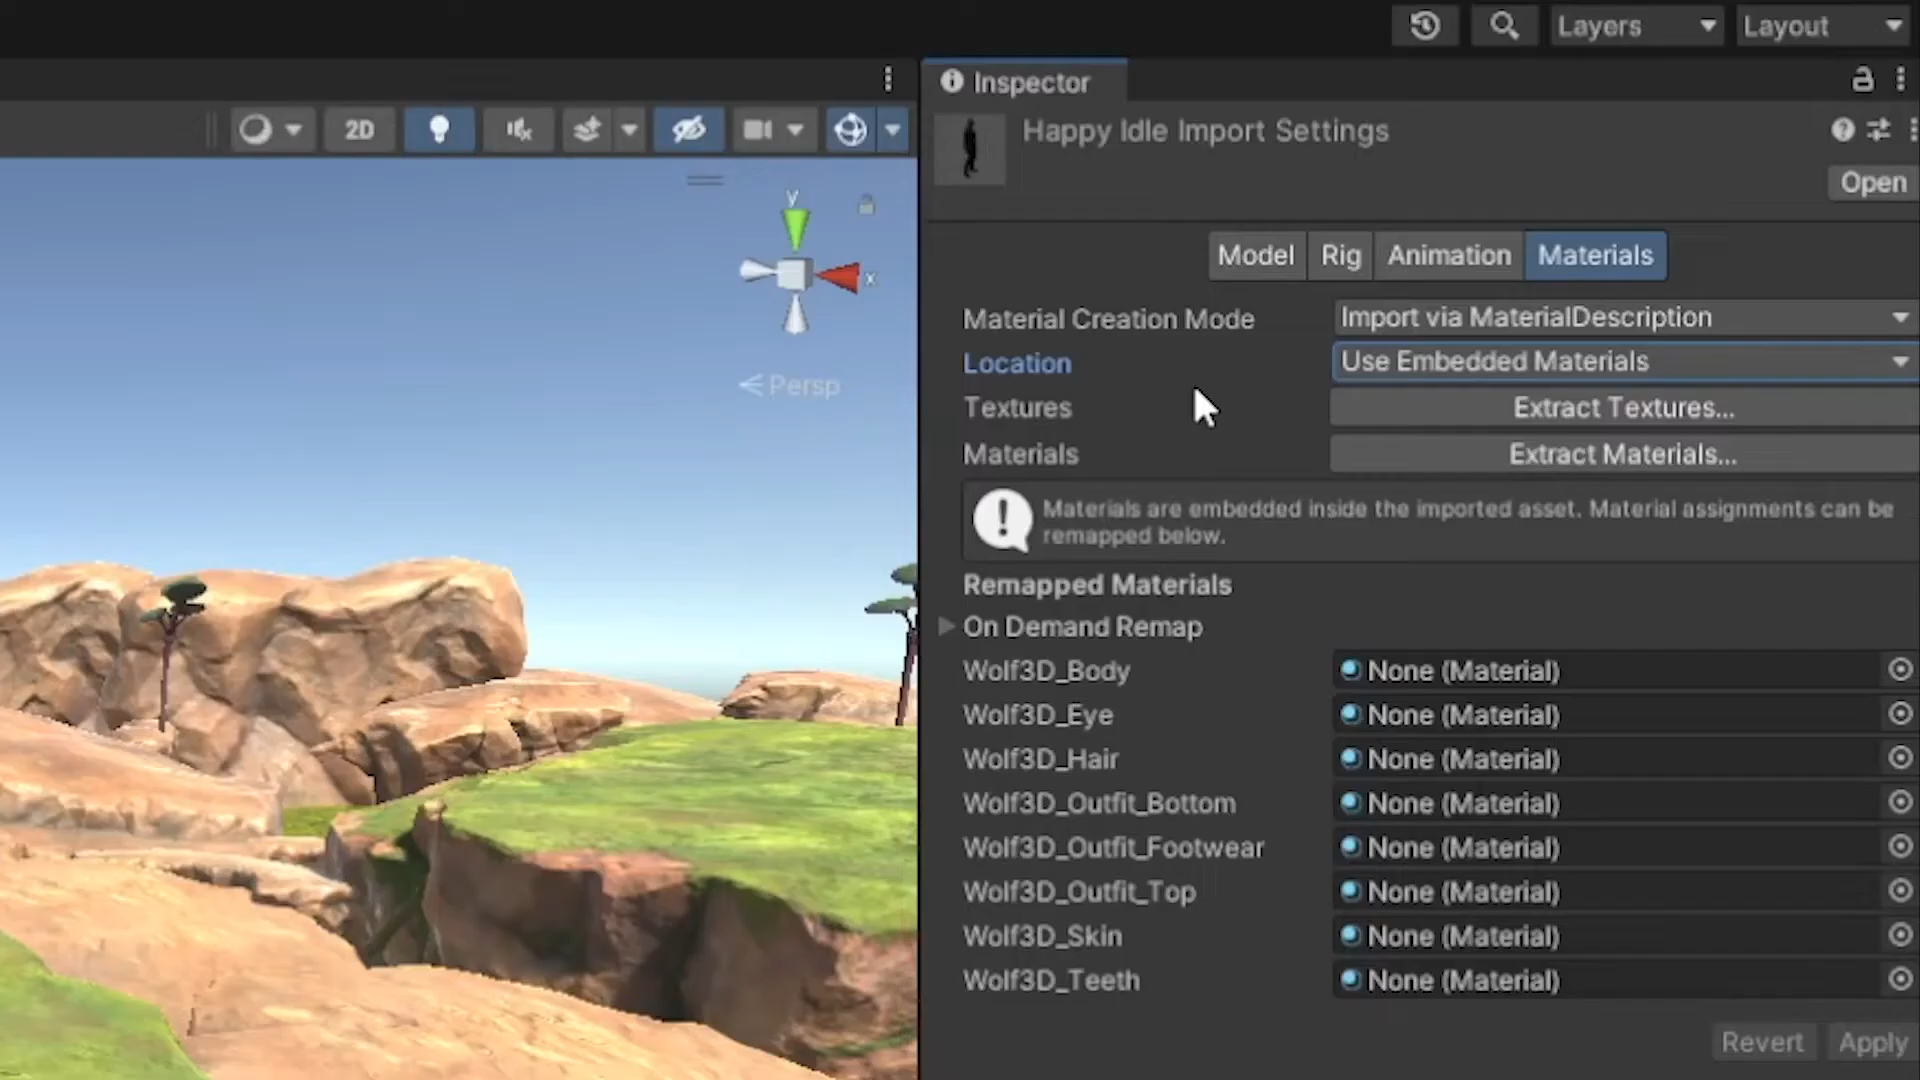 Layers
Layout
Inspector
2D
Happy Idle Import Settings
Open
y
x
Persp
Model
Rig
Animation
Materials
Material Creation Mode
Import via MaterialDescription
Location
Use Embedded Materials
Textures
Extract Textures...
Materials
Extract Materials...
Materials are embedded inside the imported asset. Material assignments can be
remapped below.
Remapped Materials
On Demand Remap
Wolf3D_Body
None (Material)
Wolf3D_Eye
None (Material)
Wolf3D_Hair
None (Material)
Wolf3D_Outfit_Bottom
None (Material)
Wolf3D_Outfit_Footwear
None (Material)
Wolf3D_Outfit_Top
None (Material)
Wolf3D_Skin
None (Material)
Wolf3D_Teeth
None (Material)
Revert
Apply